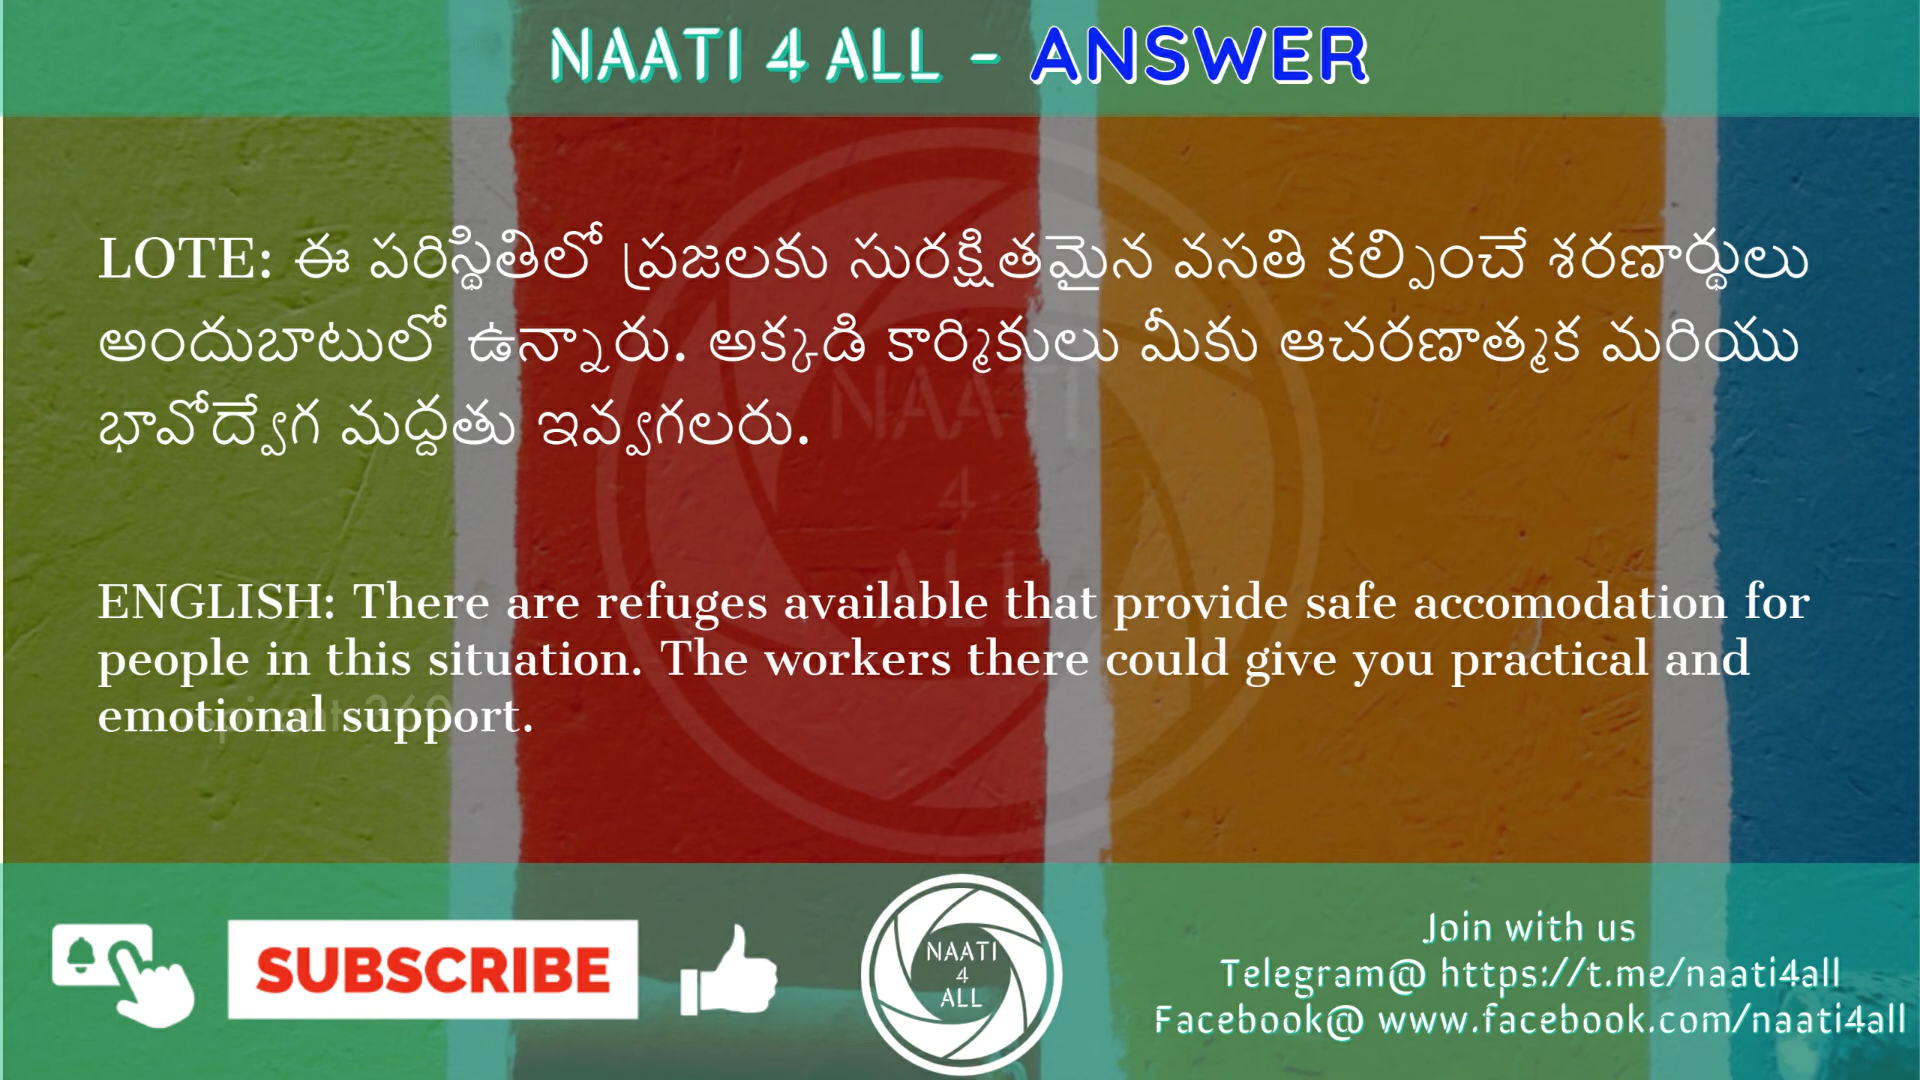 NAATI 4 ALL - ANSWER
LOTE: ఈ పరిస్థితిలో ప్రజలకు సురక్షితమైన వసతి కల్పించే శరణార్థులు
అందుబాటులో ఉన్నారు. అక్కడి కార్మికులు మీకు ఆచరణాత్మక మరియు
భావోద్వేగ మద్దతు ఇవ్వగలరు.
NAATI
4
ALL
ENGLISH: There are refuges available that provide safe accomodation for
people in this situation. The workers there could give you practical and
emotional support.
SUBSCRIBE
NAATI
4
ALL
Join with us
Telegram@ https://t.me/naati4all
Facebook@ www.facebook.com/naati4all